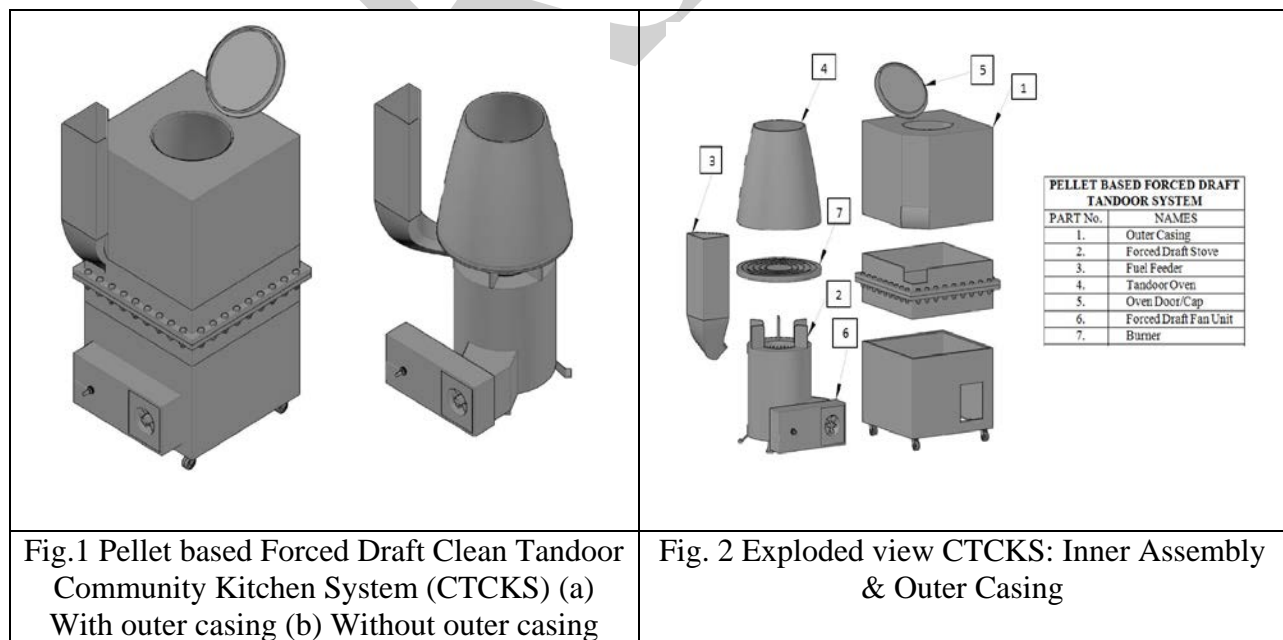 4
5
1
3
7
2
6
PELLET BASED FORCED DRAFT
TANDOOR SYSTEM
PART No. NAMES
1. Outer Casing
2. Forced Draft Stove
3. Fuel Feeder
4. Tandoor Oven
5. Oven Door/Cap
6. Forced Draft Fan Unit
7. Burner
Fig.1 Pellet based Forced Draft Clean Tandoor
Community Kitchen System (CTCKS) (a)
With outer casing (b) Without outer casing
Fig. 2 Exploded view CTCKS: Inner Assembly
& Outer Casing